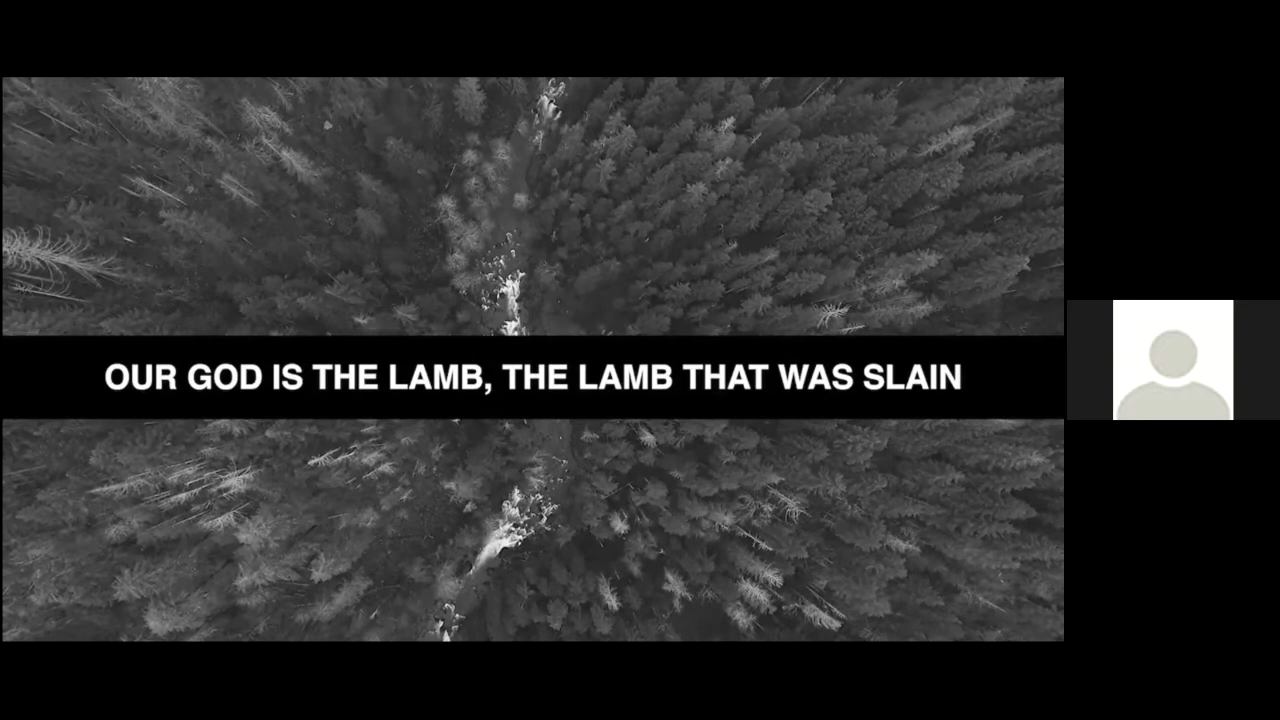 OUR GOD IS THE LAMB, THE LAMB THAT WAS SLAIN